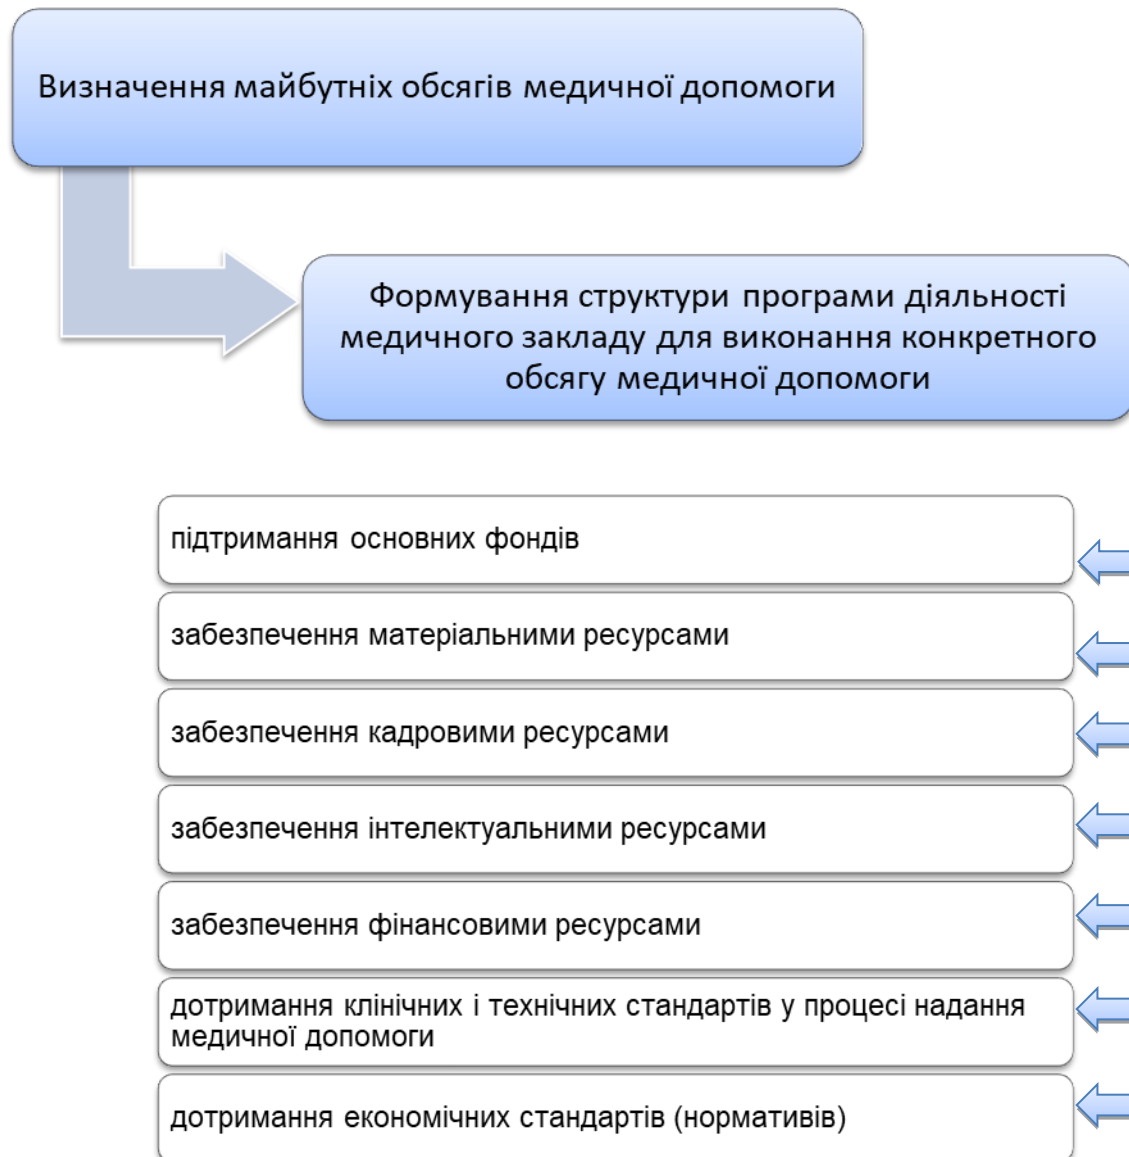 Визначення майбутніх обсягів медичної допомоги
Формування структури програми діяльності
медичного закладу для виконання конкретного
обсягу медичної допомоги
підтримання основних фондів
забезпечення матеріальними ресурсами
забезпечення кадровими ресурсами
забезпечення інтелектуальними ресурсами
забезпечення фінансовими ресурсами
дотримання клінічних і технічних стандартів у процесі надання
медичної допомоги
дотримання економічних стандартів (нормативів)